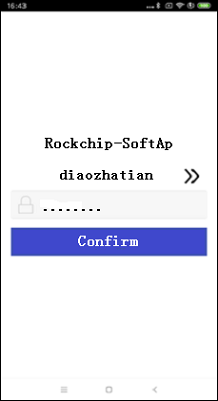 16:43
Rockchip-SoftAp
diaozhatian
........
Confirm